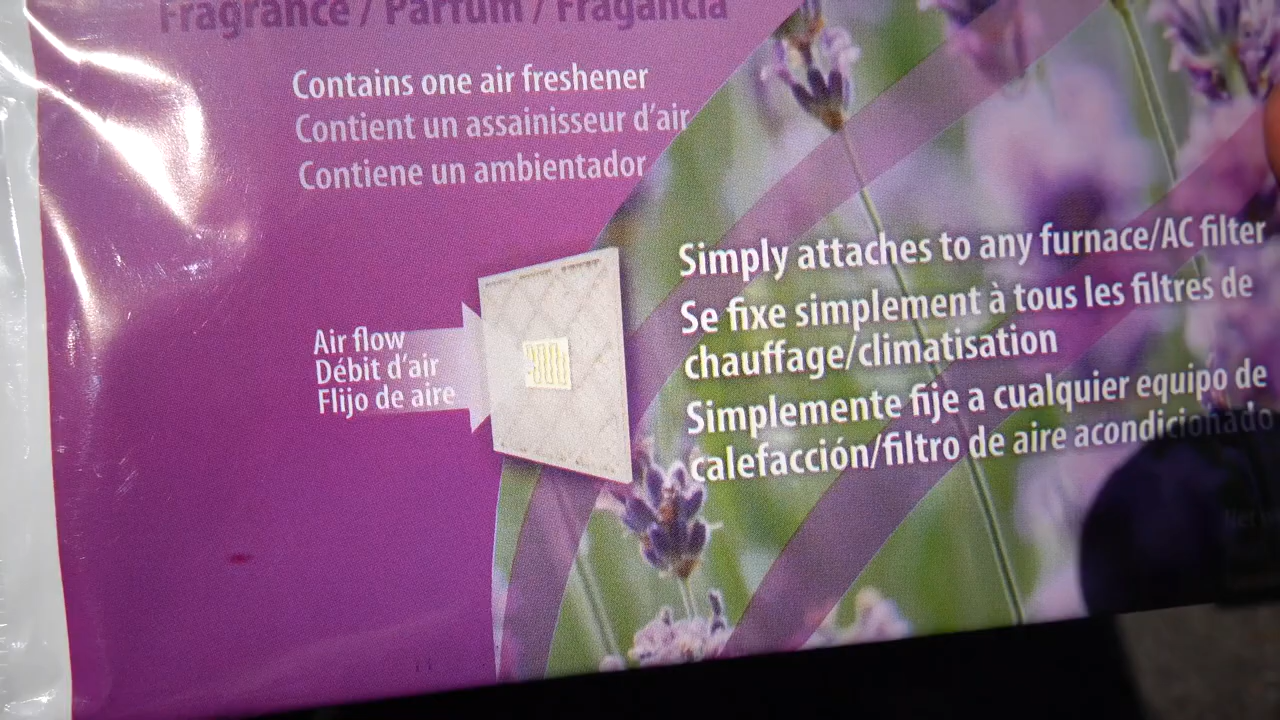 Fragrance / Parfum / Fragancia
Contains one air freshener
Contient un assainisseur d'air
Contiene un ambientador
Simply attaches to any furnace/AC filter
Se fixe simplement à tous les filtres de
chauffage/climatisation
Simplemente fije a cualquier equipo de
calefacción/filtro de aire acondicionado
Air flow
Débit d'air
Flijo de aire
Net